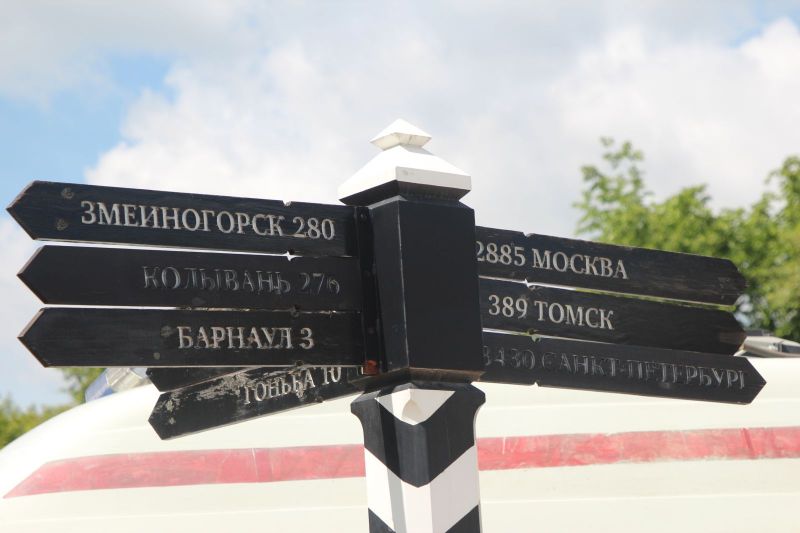 ЗМЕИНОГОРСК 280
КОЛЫВАНЬ 276
БАРНАУЛ 3
2885 МОСКВА
389 ТОМСК
3430 САНКТ-ПЕТЕРБУРГ